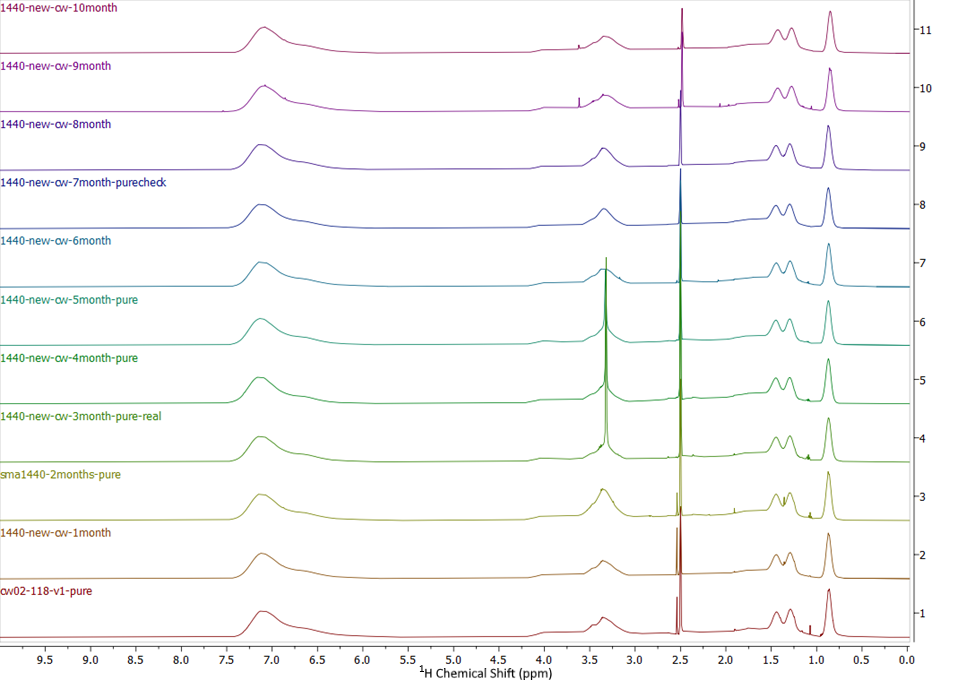 1440-new-cw-10month
11
1440-new-cw-9month
10
1440-new-cw-8month
9
1440-new-cw-7month-purecheck
8
1440-new-cw-6month
7
1440-new-cw-5month-pure
6
1440-new-cw-4month-pure
5
1440-new-cw-3month-pure-real
4
sma1440-2months-pure
3
1440-new-cw-1month
2
cw02-118-v1-pure
1
9.5 9.0 8.5 8.0 7.5 7.0 6.5 6.0 5.5 5.0 4.5 4.0 3.5 3.0 2.5 2.0 1.5 1.0 0.5 0.0
¹H Chemical Shift (ppm)